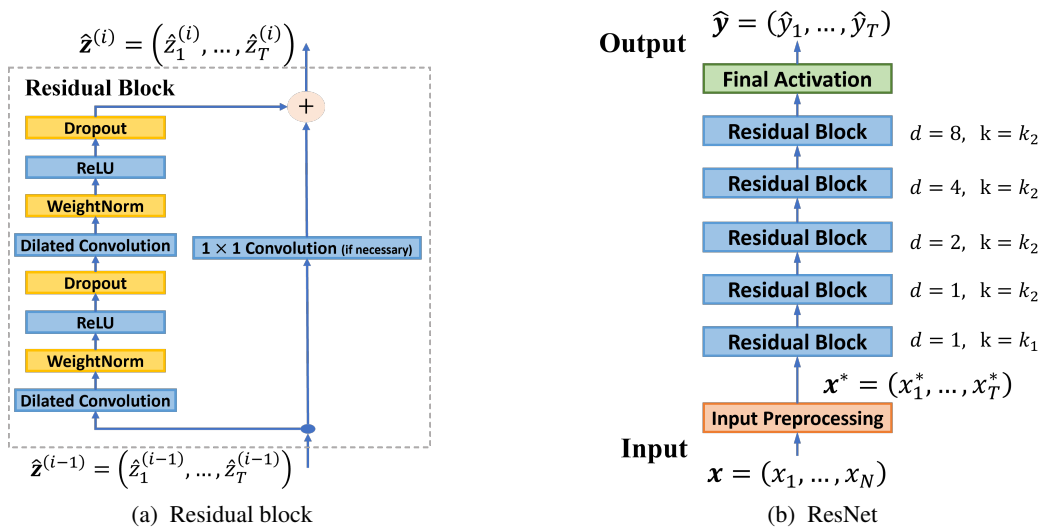 ẑ^(i) = (ẑ_1^(i), …, ẑ_T^(i))
Residual Block
+
Dropout
ReLU
WeightNorm
Dilated Convolution
1 × 1 Convolution (if necessary)
Dropout
ReLU
WeightNorm
Dilated Convolution
ẑ^(i−1) = (ẑ_1^(i−1), …, ẑ_T^(i−1))
(a) Residual block
ŷ = (ŷ_1, …, ŷ_T)
Output
Final Activation
Residual Block d = 8, k = k_2
Residual Block d = 4, k = k_2
Residual Block d = 2, k = k_2
Residual Block d = 1, k = k_2
Residual Block d = 1, k = k_1
x* = (x_1*, …, x_T*)
Input Preprocessing
Input
x = (x_1, …, x_N)
(b) ResNet